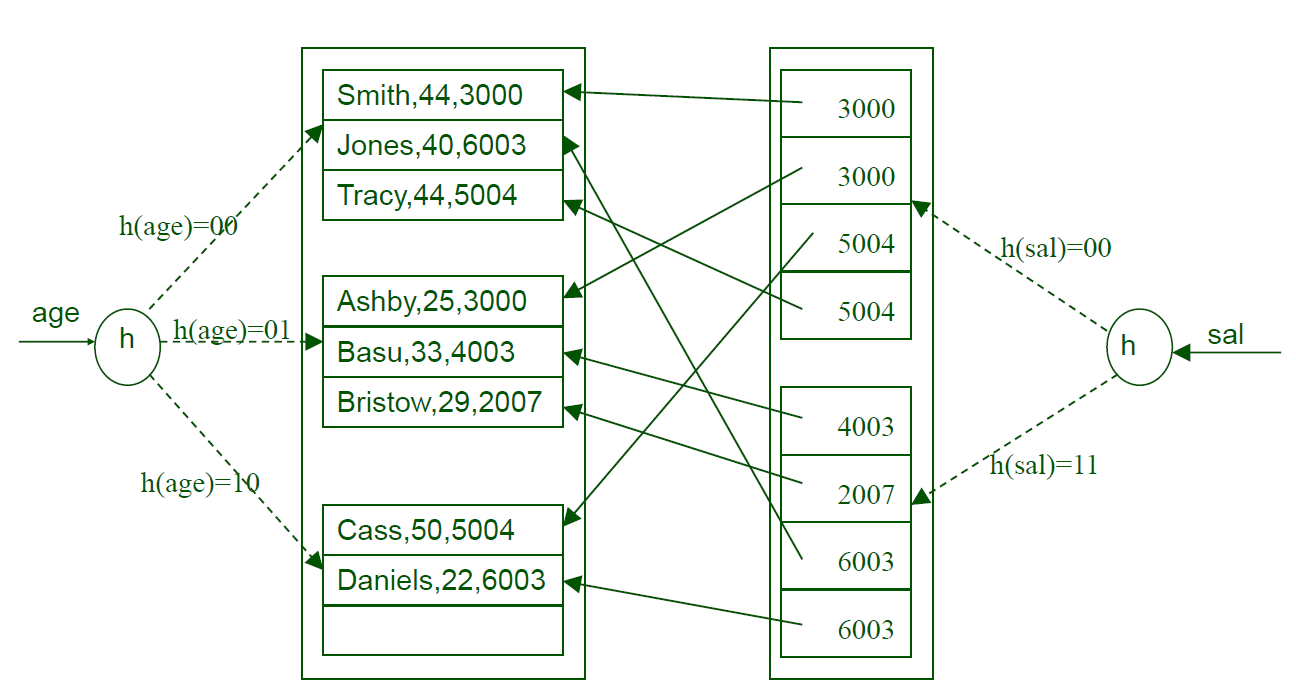 age
h
h(age)=00
h(age)=01
h(age)=10
Smith,44,3000
Jones,40,6003
Tracy,44,5004
Ashby,25,3000
Basu,33,4003
Bristow,29,2007
Cass,50,5004
Daniels,22,6003
3000
3000
5004
5004
4003
2007
6003
6003
h(sal)=00
h(sal)=11
h
sal